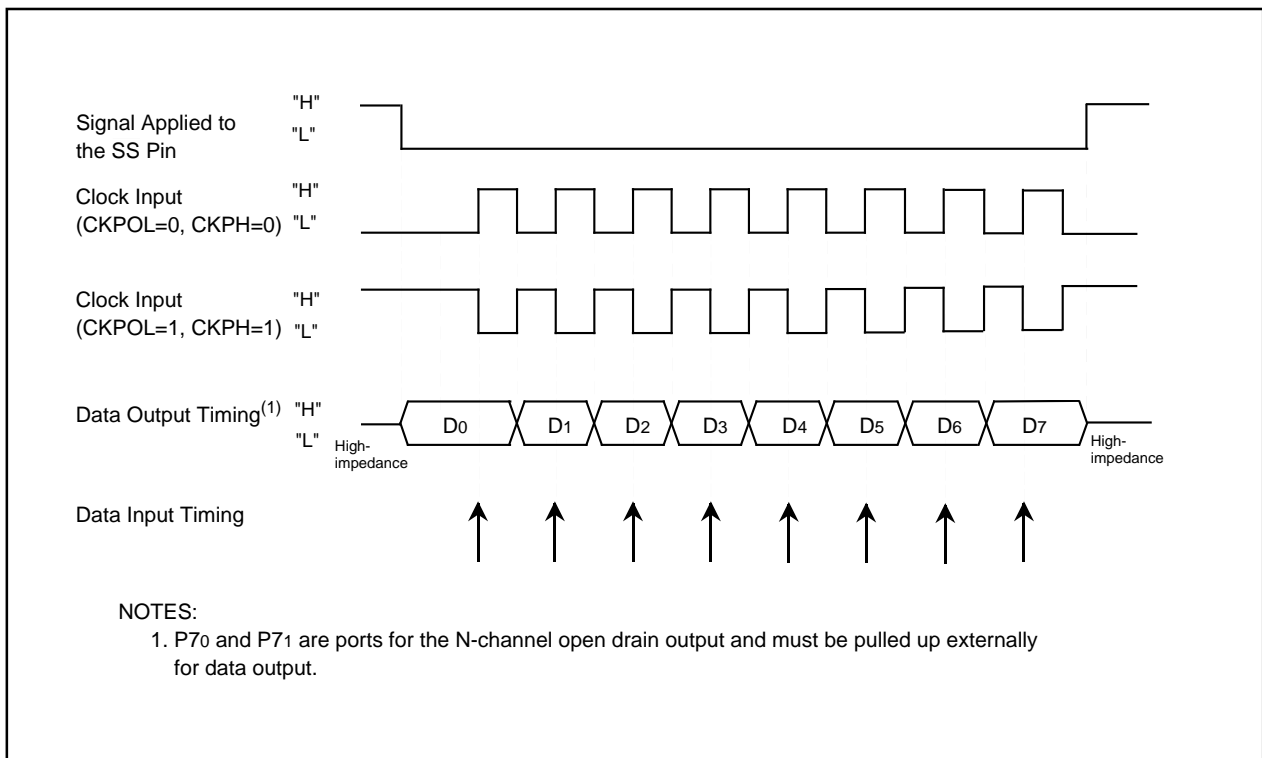 Signal Applied to
the SS Pin
"H"
"L"
Clock Input
(CKPOL=0, CKPH=0)
"H"
"L"
Clock Input
(CKPOL=1, CKPH=1)
"H"
"L"
Data Output Timing(1)
"H"
"L"
High-
impedance
D0
D1
D2
D3
D4
D5
D6
D7
High-
impedance
Data Input Timing
NOTES:
1. P70 and P71 are ports for the N-channel open drain output and must be pulled up externally
for data output.